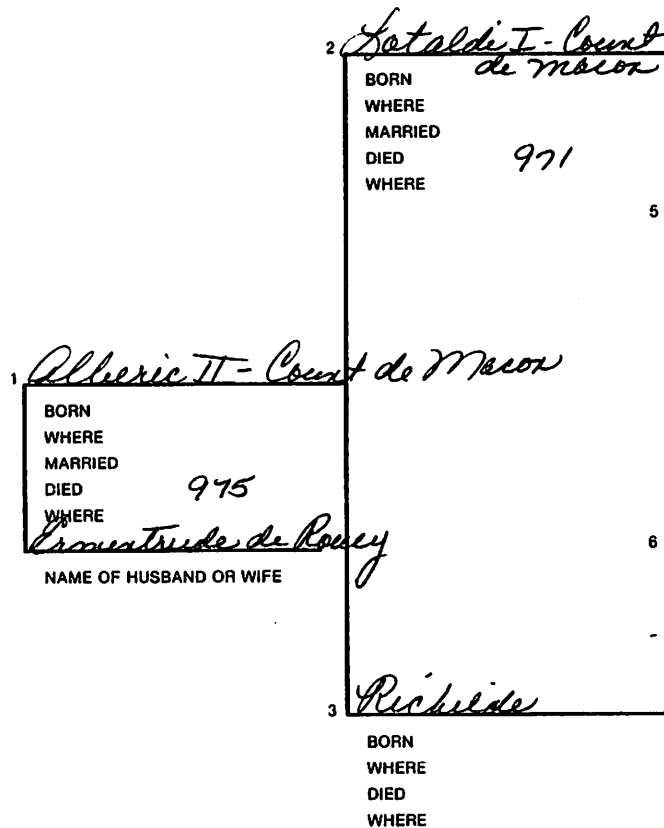 2 Lotaldi I - Count
de Macon
BORN
WHERE
MARRIED
DIED 971
WHERE
5
1 Alberic II - Count de Macon
BORN
WHERE
MARRIED
DIED 975
WHERE
Ermentrude de Roucy
NAME OF HUSBAND OR WIFE
6
3 Richilde
BORN
WHERE
DIED
WHERE